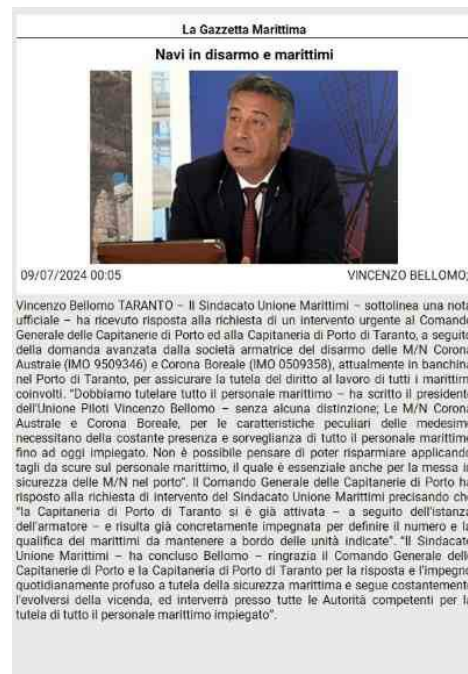 La Gazzetta Marittima
Navi in disarmo e marittimi
09/07/2024 00:05 VINCENZO BELLOMO;
Vincenzo Bellomo TARANTO – Il Sindacato Unione Marittimi – sottolinea una nota
ufficiale – ha ricevuto risposta alla richiesta di un intervento urgente al Comando
Generale delle Capitanerie di Porto ed alla Capitaneria di Porto di Taranto, a seguito
della domanda avanzata dalla società armatrice del disarmo delle M/N Corona
Australe (IMO 9509346) e Corona Boreale (IMO 0509358), attualmente in banchina
nel Porto di Taranto, per assicurare la tutela del diritto al lavoro di tutti i marittim
coinvolti. “Dobbiamo tutelare tutto il personale marittimo – ha scritto il presidente
dell'Unione Piloti Vincenzo Bellomo – senza alcuna distinzione; Le M/N Corona
Australe e Corona Boreale, per le caratteristiche peculiari delle medesime
necessitano della costante presenza e sorveglianza di tutto il personale marittimo
fino ad oggi impiegato. Non è possibile pensare di poter risparmiare applicando
tagli da scure sul personale marittimo, il quale è essenziale anche per la messa in
sicurezza delle M/N nel porto”. Il Comando Generale delle Capitanerie di Porto ha
risposto alla richiesta di intervento del Sindacato Unione Marittimi precisando che
“la Capitaneria di Porto di Taranto si è già attivata – a seguito dell'istanza
dell'armatore – e risulta già concretamente impegnata per definire il numero e la
qualifica dei marittimi da mantenere a bordo delle unità indicate”. “Il Sindacato
Unione Marittimi – ha concluso Bellomo – ringrazia il Comando Generale delle
Capitanerie di Porto e la Capitaneria di Porto di Taranto per la risposta e l'impegno
quotidianamente profuso a tutela della sicurezza marittima e segue costantemente
l'evolversi della vicenda, ed interverrà presso tutte le Autorità competenti per la
tutela di tutto il personale marittimo impiegato”.